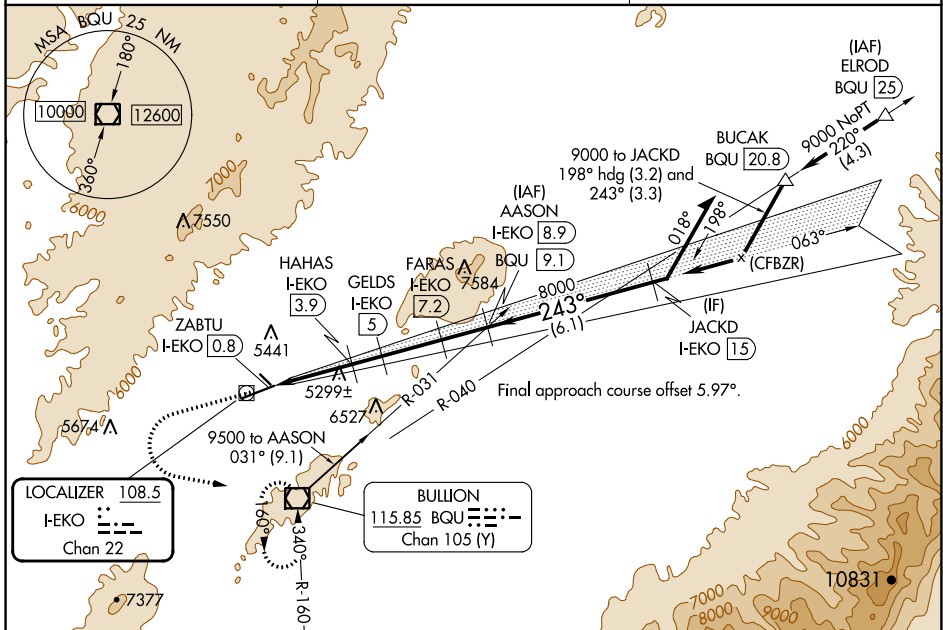 MSA BQU 25 NM
180°
10000
12600
360°
6000
7000
7550
(IAF)
ELROD
BQU 25
9000 NoPT
220°
(4.3)
BUCAK
BQU 20.8
9000 to JACKD
198° hdg (3.2) and
243° (3.3)
018°
198°
063°
(CFBZR)
(IAF)
AASON
I-EKO 8.9
BQU 9.1
FARAS
I-EKO
7.2
7584
HAHAS
I-EKO
3.9
GELDS
I-EKO
5
8000
243°
(6.1)
(IF)
JACKD
I-EKO 15
ZABTU
I-EKO 0.8
5441
5299±
6527
R-031
R-040
Final approach course offset 5.97°.
6000
5674
9500 to AASON
031° (9.1)
6000
LOCALIZER 108.5
I-EKO
Chan 22
160°
340°
R-160
BULLION
115.85 BQU
Chan 105 (Y)
7377
10831
7000
8000
9000